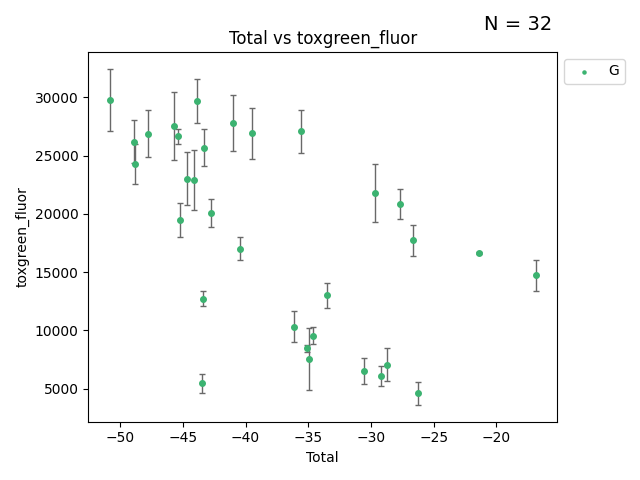 N = 32
Total vs toxgreen_fluor
G
30000
25000
20000
15000
10000
5000
toxgreen_fluor
−50 −45 −40 −35 −30 −25 −20
Total